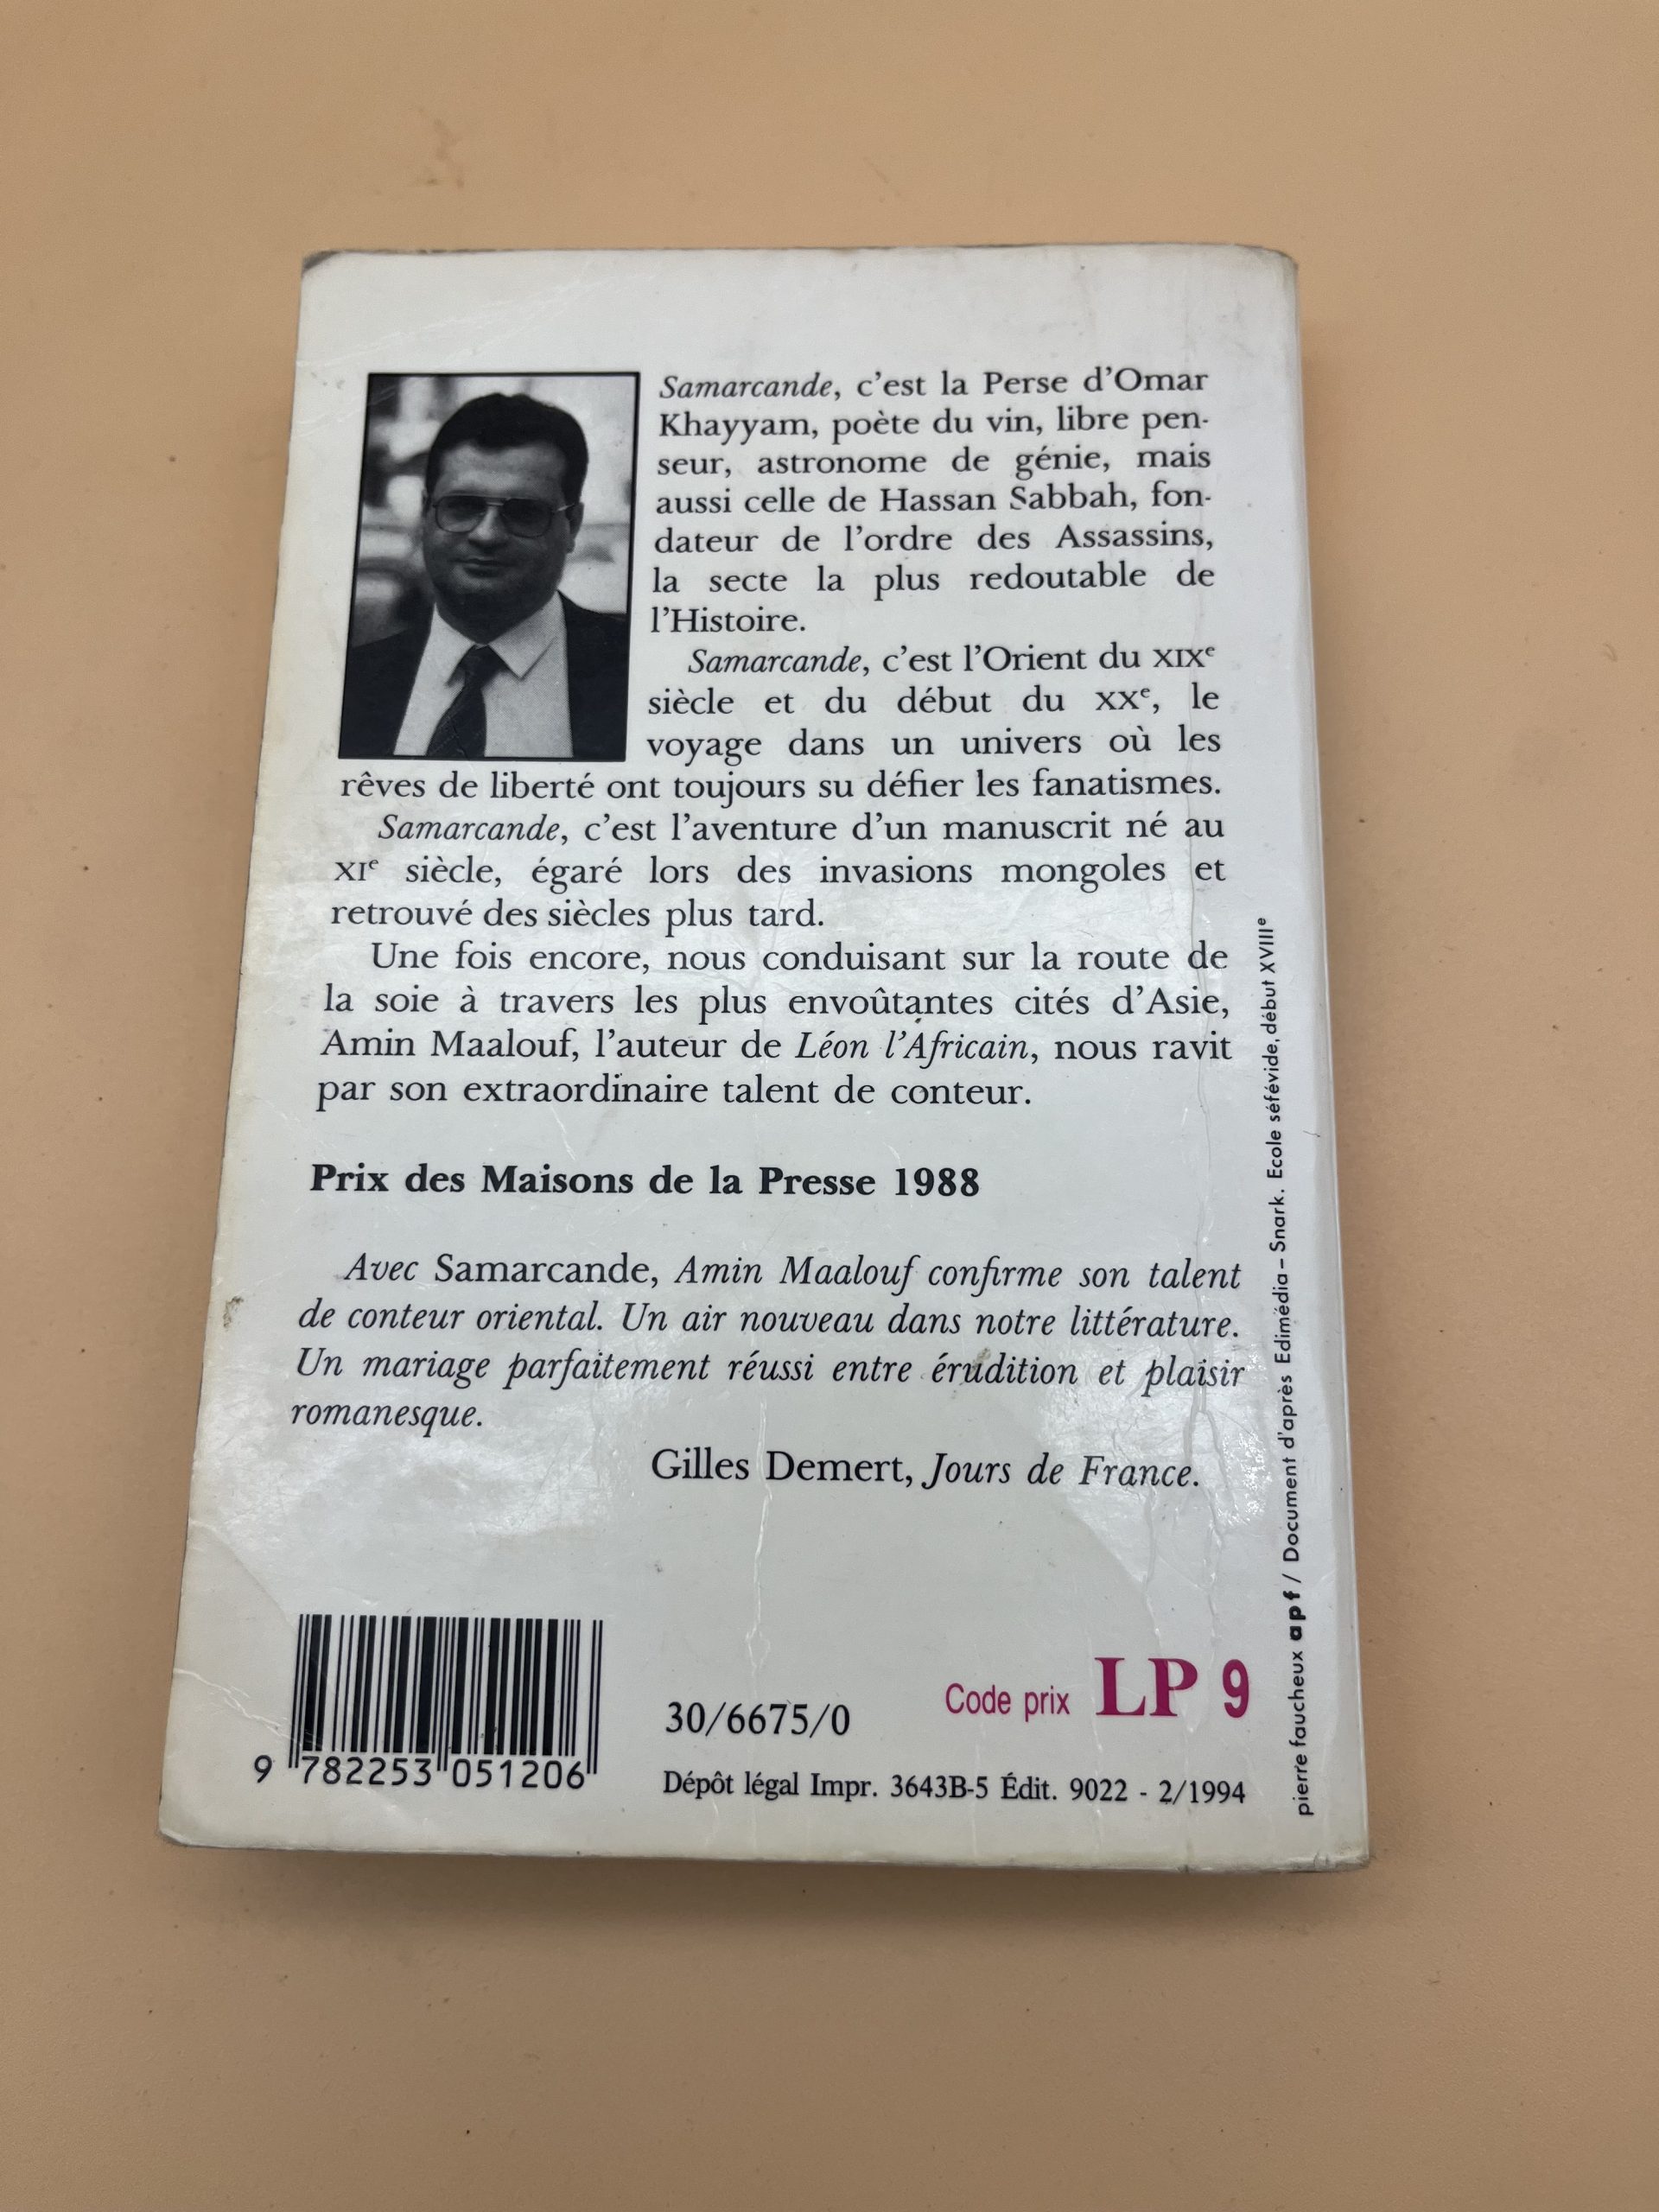 Samarcande, c'est la Perse d'Omar
Khayyam, poète du vin, libre pen-
seur, astronome de génie, mais
aussi celle de Hassan Sabbah, fon-
dateur de l'ordre des Assassins,
la secte la plus redoutable de
l'Histoire.
Samarcande, c'est l'Orient du XIXe
siècle et du début du XXe, le
voyage dans un univers où les
rêves de liberté ont toujours su défier les fanatismes.
Samarcande, c'est l'aventure d'un manuscrit né au
XIe siècle, égaré lors des invasions mongoles et
retrouvé des siècles plus tard.
Une fois encore, nous conduisant sur la route de
la soie à travers les plus envoûtantes cités d'Asie,
Amin Maalouf, l'auteur de Léon l'Africain, nous ravit
par son extraordinaire talent de conteur.
Prix des Maisons de la Presse 1988
Avec Samarcande, Amin Maalouf confirme son talent
de conteur oriental. Un air nouveau dans notre littérature.
Un mariage parfaitement réussi entre érudition et plaisir
romanesque.
Gilles Demert, Jours de France.
9 782253 051206
30/6675/0
Code prix LP 9
Dépôt légal Impr. 3643B-5 Édit. 9022 - 2/1994
pierre faucheux apf / Document d'après Edimédia - Snark. Ecole séfévide, début XVIIIe